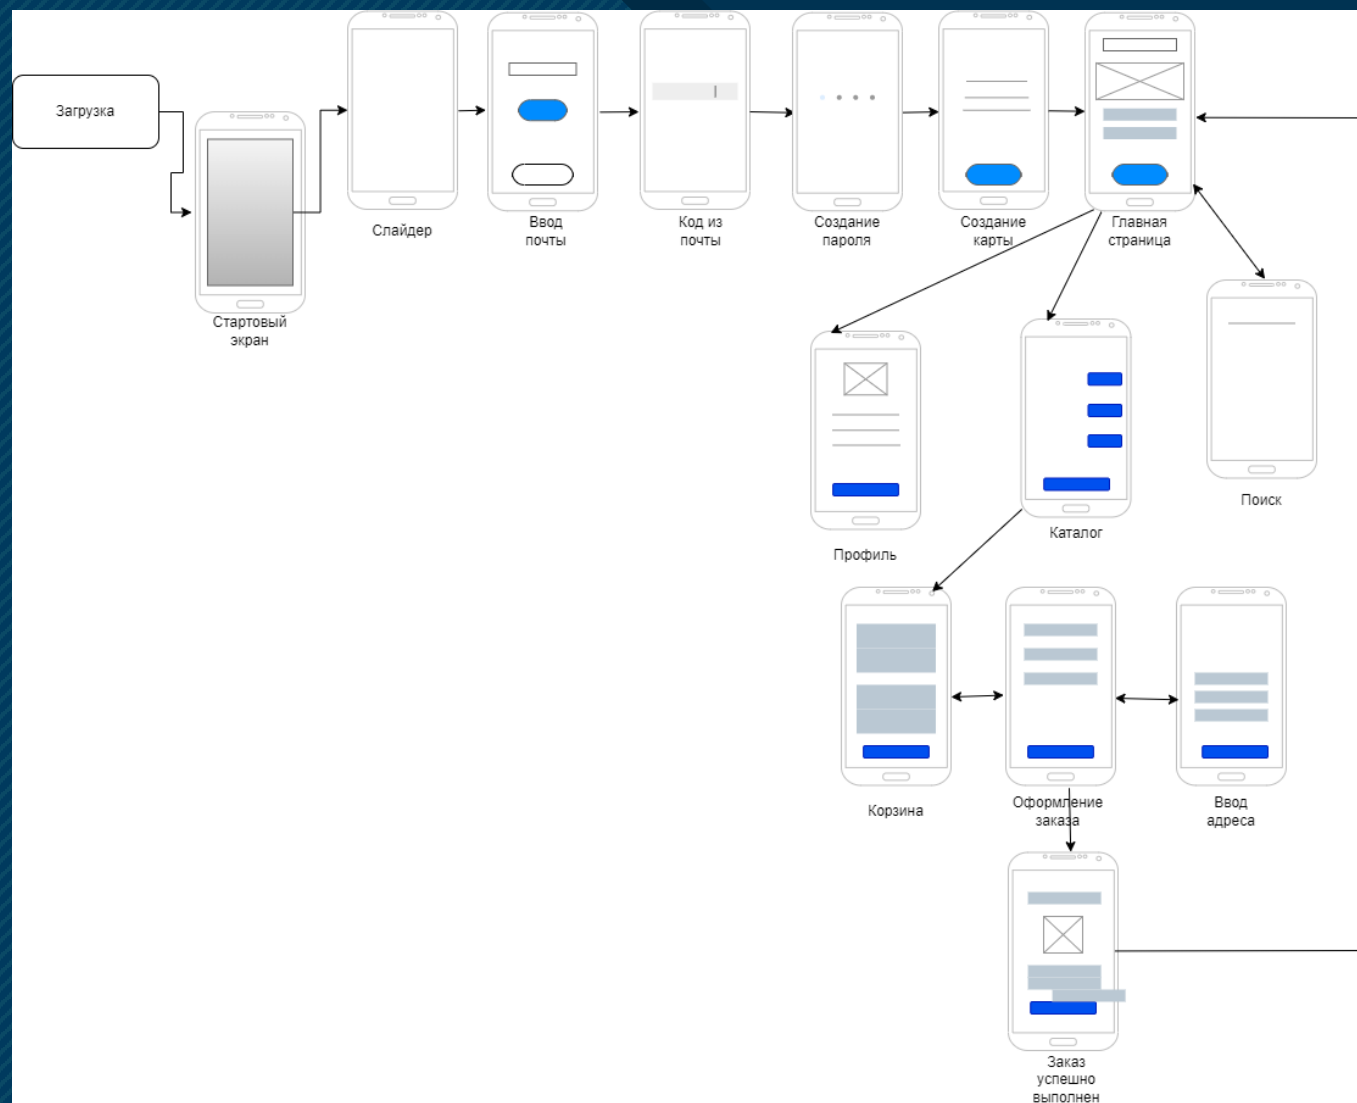 Загрузка
Стартовый
экран
Слайдер
Ввод
почты
Код из
почты
Создание
пароля
Создание
карты
Главная
страница
Профиль
Каталог
Поиск
Корзина
Оформление
заказа
Ввод
адреса
Заказ
успешно
выполнен